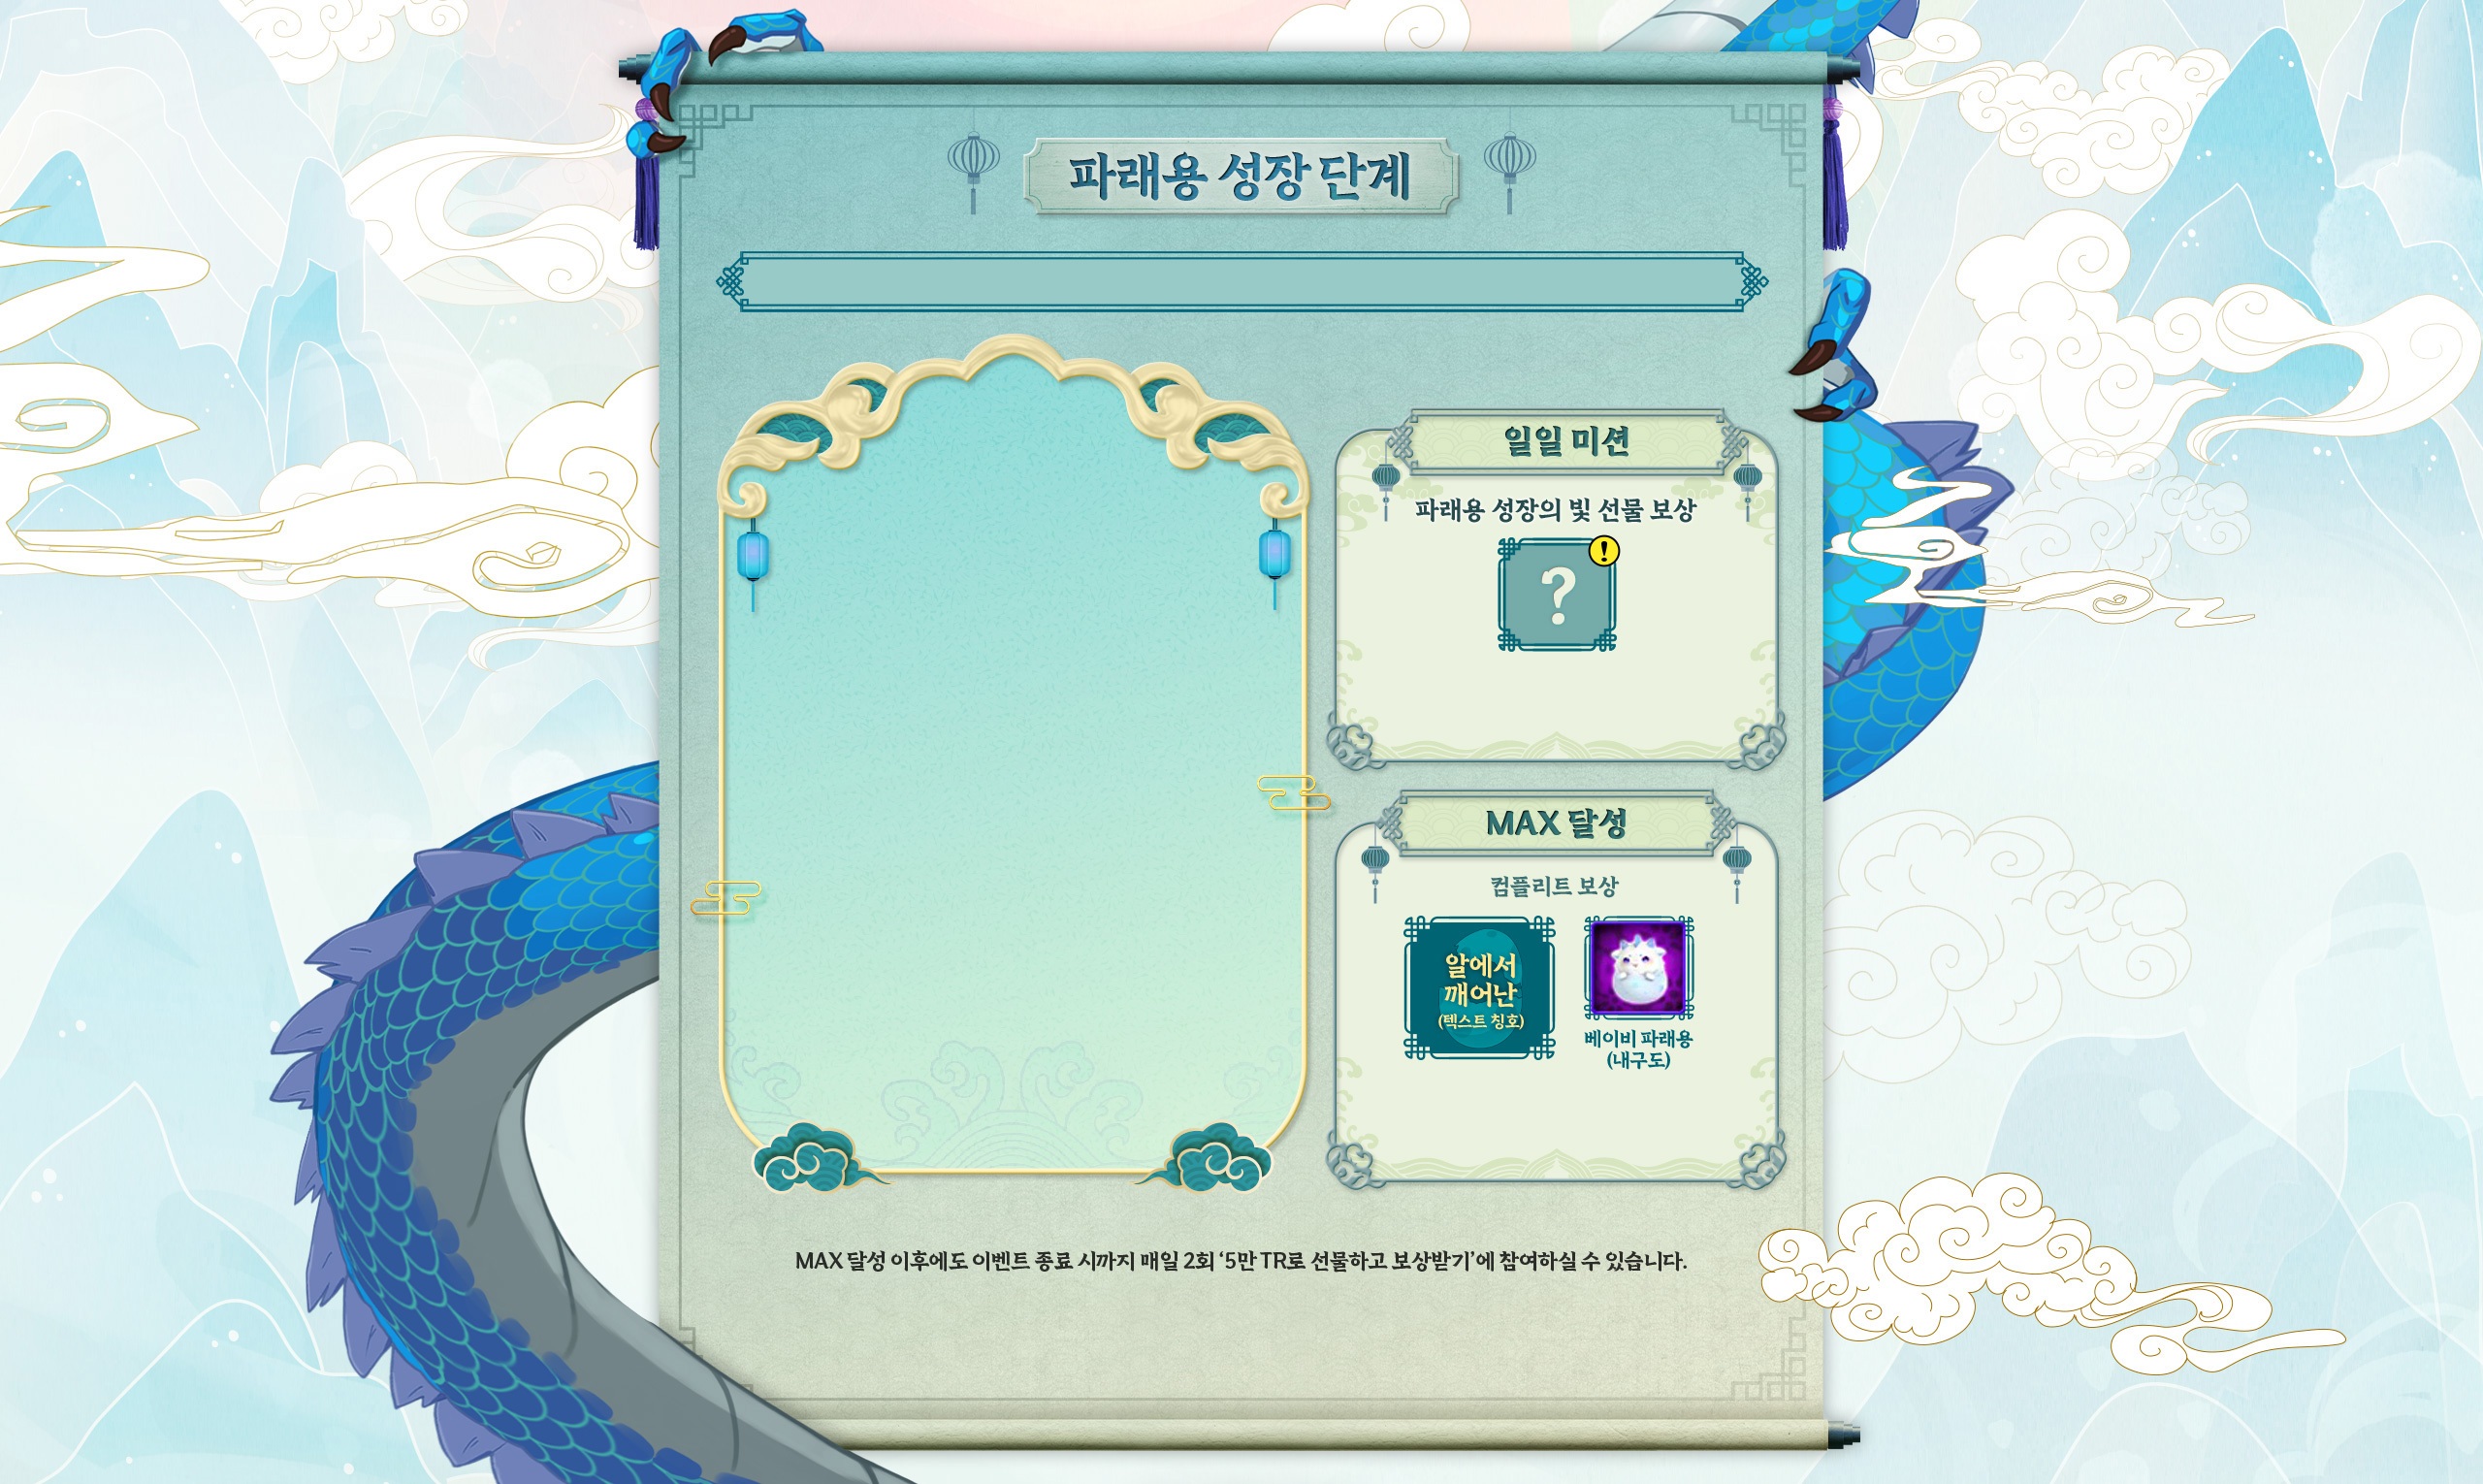 파래용 성장 단계
일일 미션
파래용 성장의 빛 선물 보상
!
?
MAX 달성
컴플리트 보상
알에서
깨어난
(텍스트 칭호)
베이비 파래용
(내구도)
MAX 달성 이후에도 이벤트 종료 시까지 매일 2회 ‘5만 TR로 선물하고 보상받기’에 참여하실 수 있습니다.